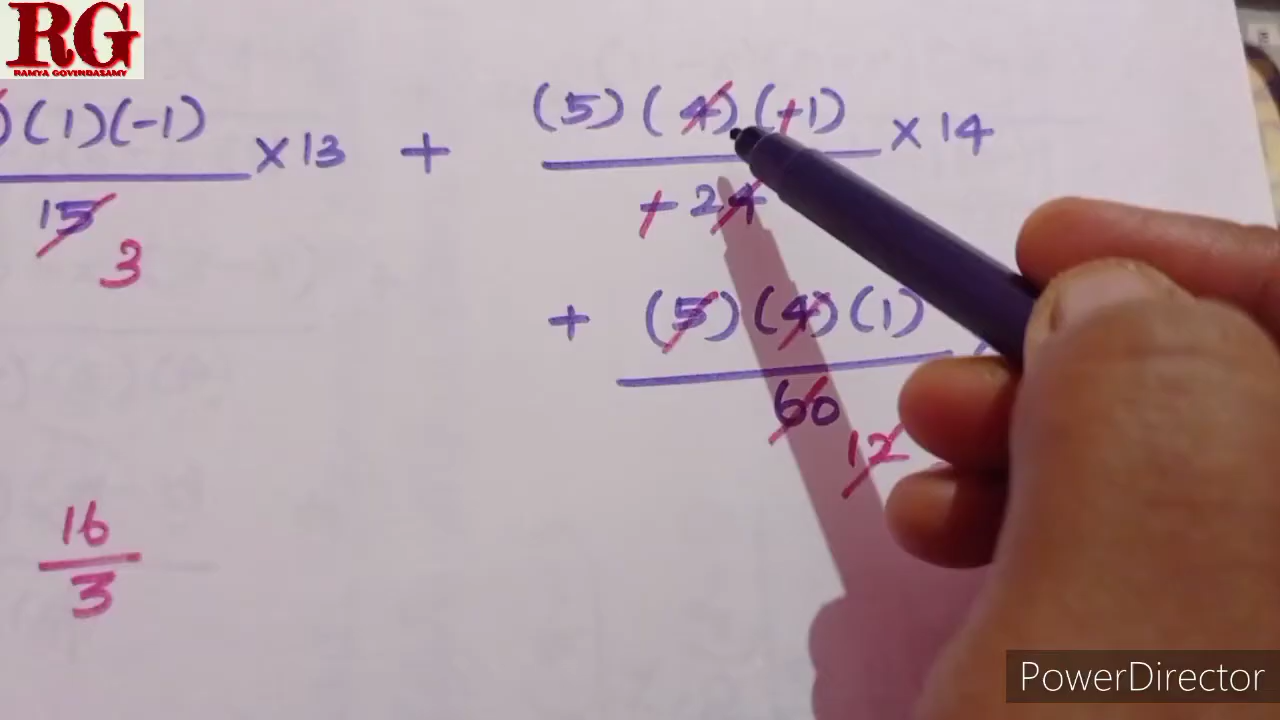 RG
RAMYA GOVINDASAMY
)(1)(-1) × 13 + (5)(4)(-1) × 14
15 - 24
3
+ (5)(4)(1)
60
12
16
3
PowerDirector